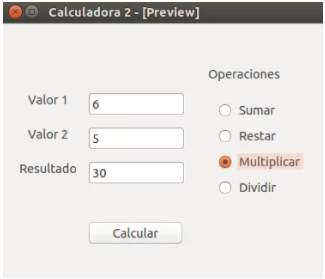 Calculadora 2 - [Preview]
Operaciones
Valor 1
6
Sumar
Valor 2
5
Restar
Resultado
30
Multiplicar
Dividir
Calcular